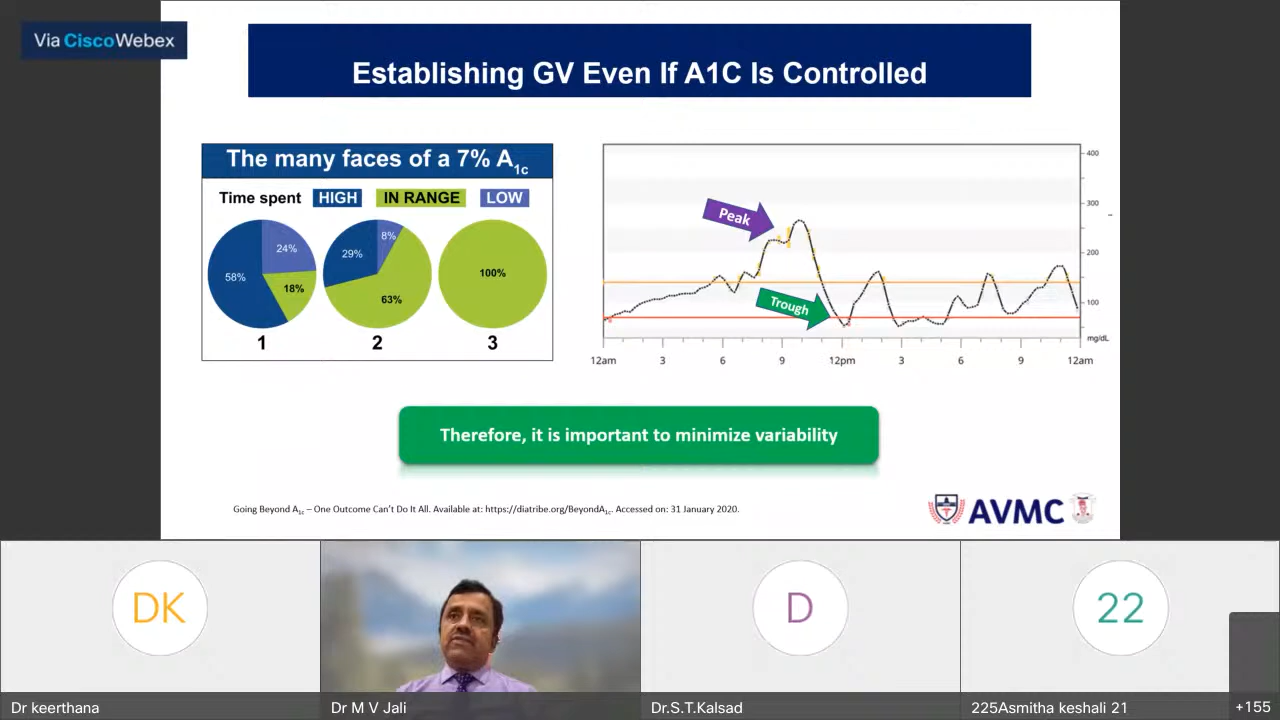 Via CiscoWebex
Establishing GV Even If A1C Is Controlled
The many faces of a 7% A1c
Time spent HIGH IN RANGE LOW
58% 24% 18%
29% 8% 63%
100%
1 2 3
Peak
Trough
400
300
200
100
mg/dL
12am 3 6 9 12pm 3 6 9 12am
Therefore, it is important to minimize variability
Going Beyond A1c – One Outcome Can't Do It All. Available at: https://diatribe.org/BeyondA1c. Accessed on: 31 January 2020.
AVMC
DK
D
22
Dr keerthana
Dr M V Jali
Dr.S.T.Kalsad
225Asmitha keshali 21
+155